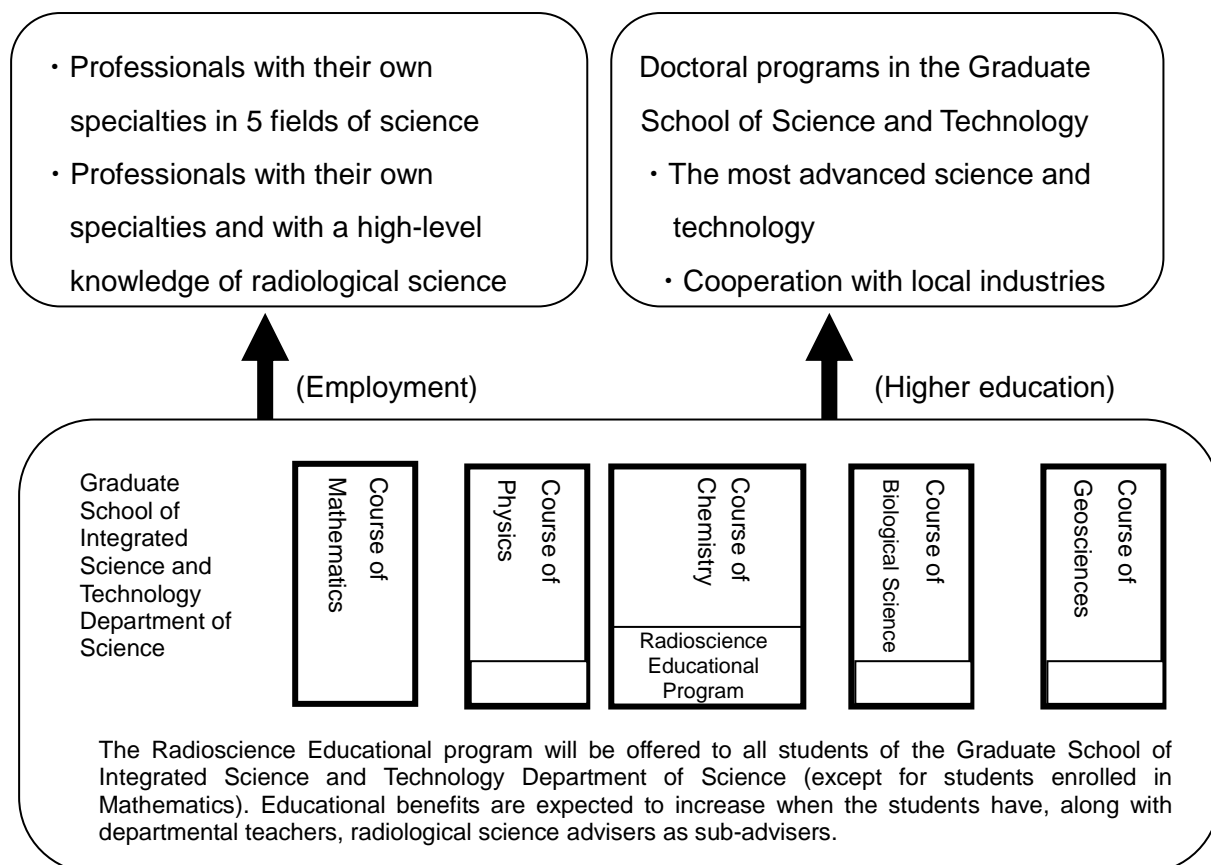 ・Professionals with their own
specialties in 5 fields of science
・Professionals with their own
specialties and with a high-level
knowledge of radiological science
Doctoral programs in the Graduate
School of Science and Technology
・The most advanced science and
technology
・Cooperation with local industries
(Employment)
(Higher education)
Graduate
School of
Integrated
Science and
Technology
Department of
Science
Course of
Mathematics
Course of
Physics
Course of
Chemistry
Radioscience
Educational
Program
Course of
Biological Science
Course of
Geosciences
The Radioscience Educational program will be offered to all students of the Graduate School of
Integrated Science and Technology Department of Science (except for students enrolled in
Mathematics). Educational benefits are expected to increase when the students have, along with
departmental teachers, radiological science advisers as sub-advisers.